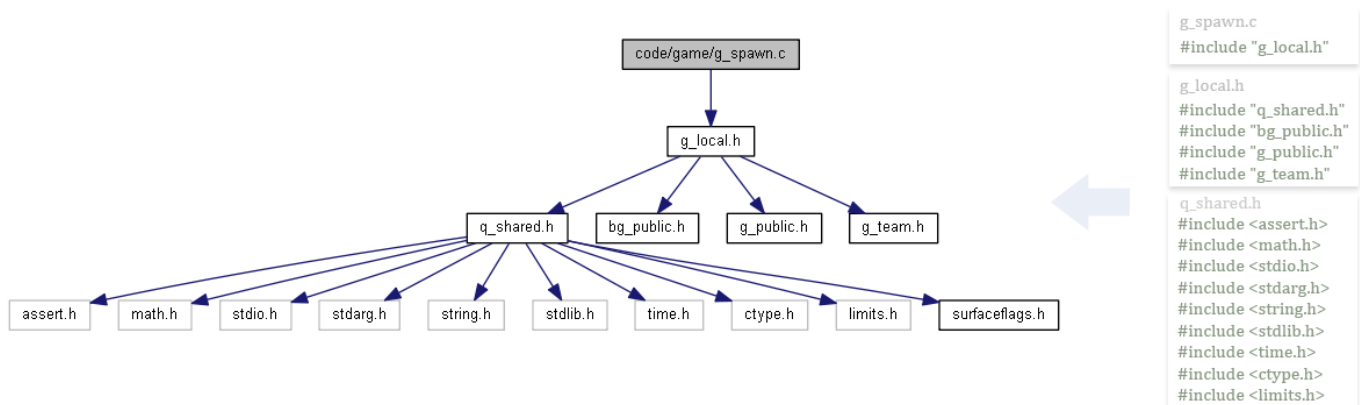 code/game/g_spawn.c
g_local.h
q_shared.h
bg_public.h
g_public.h
g_team.h
assert.h
math.h
stdio.h
stdarg.h
string.h
stdlib.h
time.h
ctype.h
limits.h
surfaceflags.h
g_spawn.c
#include "g_local.h"
g_local.h
#include "q_shared.h"
#include "bg_public.h"
#include "g_public.h"
#include "g_team.h"
q_shared.h
#include <assert.h>
#include <math.h>
#include <stdio.h>
#include <stdarg.h>
#include <string.h>
#include <stdlib.h>
#include <time.h>
#include <ctype.h>
#include <limits.h>